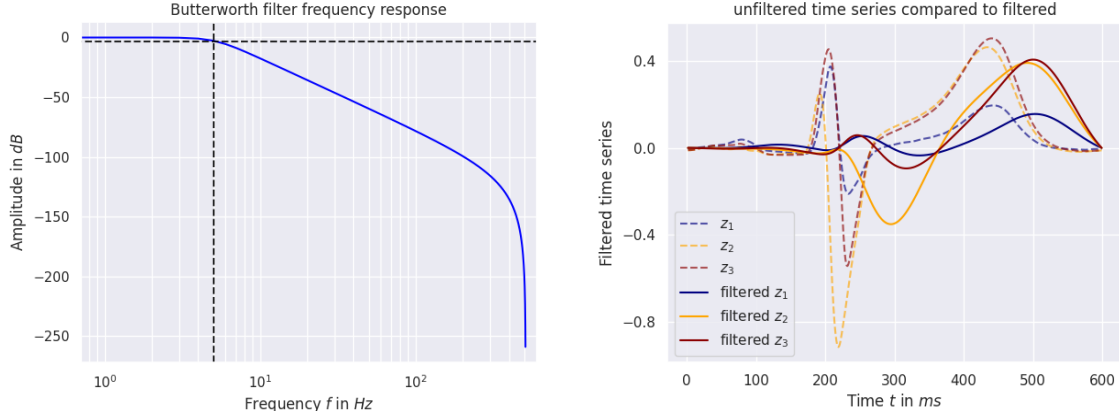 Butterworth filter frequency response
0
−50
−100
−150
−200
−250
Amplitude in dB
10⁰
10¹
10²
Frequency f in Hz
unfiltered time series compared to filtered
0.4
0.0
−0.4
−0.8
Filtered time series
z₁
z₂
z₃
filtered z₁
filtered z₂
filtered z₃
0 100 200 300 400 500 600
Time t in ms